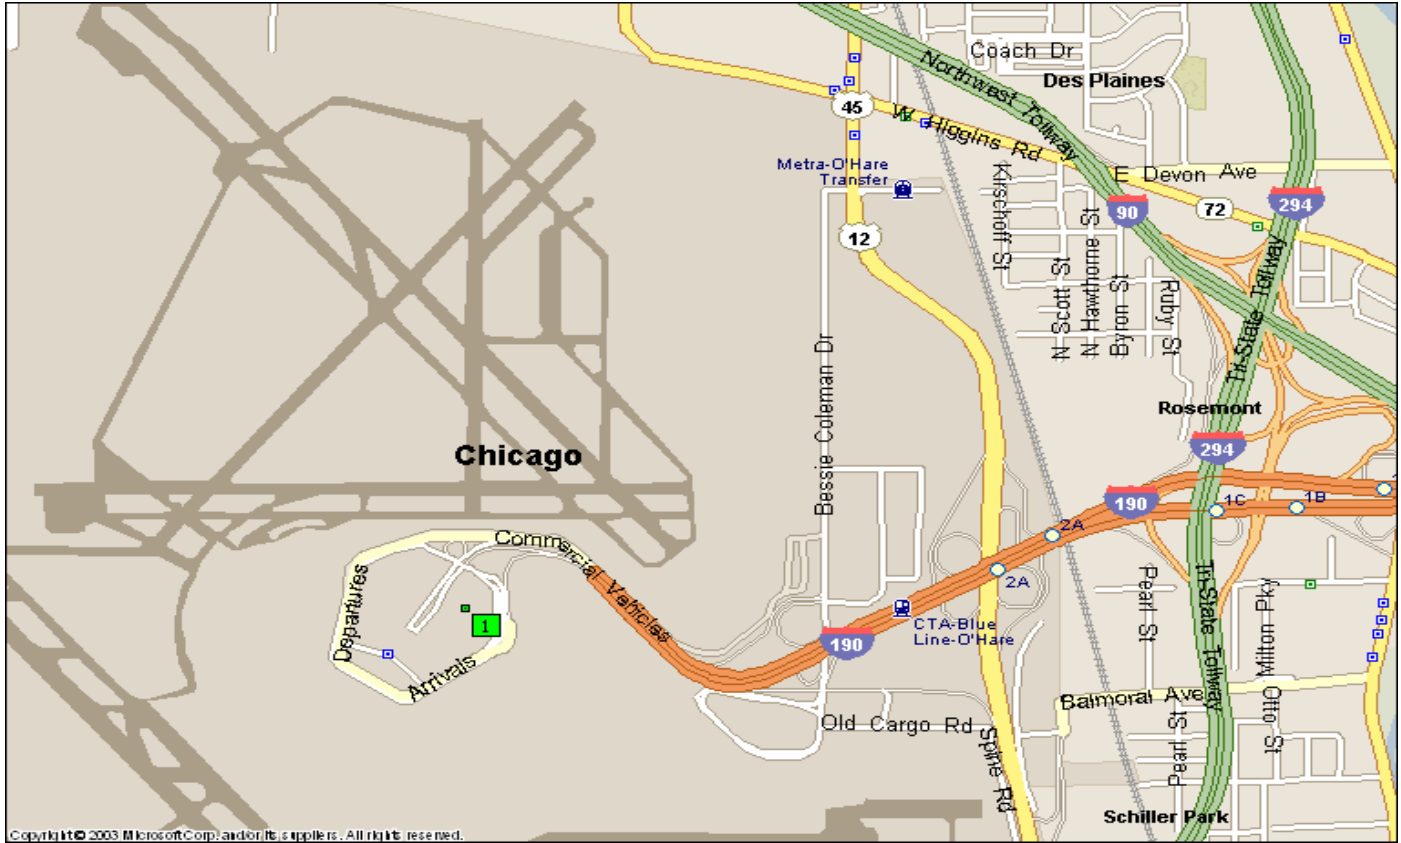 Coach Dr
Northwest Tollway
Des Plaines
45
W Higgins Rd
Metra-O'Hare
Transfer
E Devon Ave
Kirschoff St
90
72
294
12
N Scott St
N Hawthorne St
Byron St
Ruby St
Tri-State Tollway
Bessie Coleman Dr
Rosemont
Chicago
294
190
1C
1B
2A
Commercial Vehicles
2A
Departures
1
CTA-Blue
Line-O'Hare
190
Pearl St
Tri-State Tollway
Otto Milton Pky
Arrivals
Balmoral Ave
Old Cargo Rd
Spine Rd
Pearl St
Otto St
Schiller Park
Copyright © 2003 Microsoft Corp. and/or its suppliers. All rights reserved.